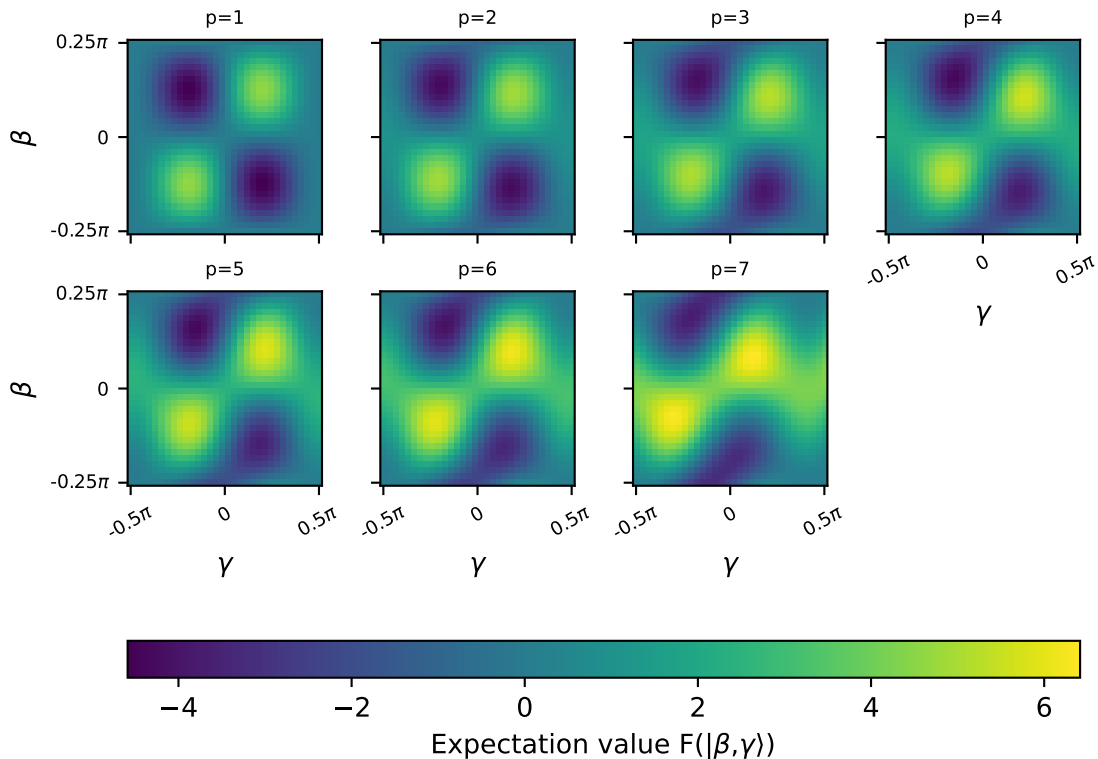 p=1
p=2
p=3
p=4
0.25π
β
0
-0.25π
-0.5π
0
0.5π
γ
p=5
p=6
p=7
0.25π
β
0
-0.25π
-0.5π
0
0.5π
-0.5π
0
0.5π
-0.5π
0
0.5π
γ
γ
γ
−4
−2
0
2
4
6
Expectation value F(|β,γ⟩)